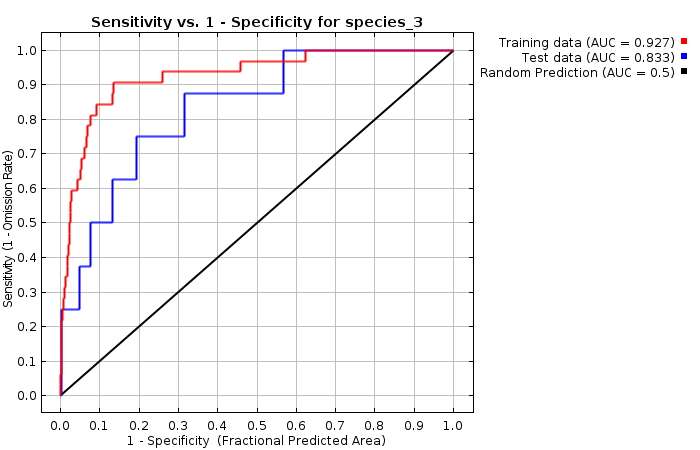 Sensitivity vs. 1 - Specificity for species_3
Training data (AUC = 0.927)
Test data (AUC = 0.833)
Random Prediction (AUC = 0.5)
Sensitivity (1 - Omission Rate)
1.0
0.9
0.8
0.7
0.6
0.5
0.4
0.3
0.2
0.1
0.0
0.0 0.1 0.2 0.3 0.4 0.5 0.6 0.7 0.8 0.9 1.0
1 - Specificity (Fractional Predicted Area)